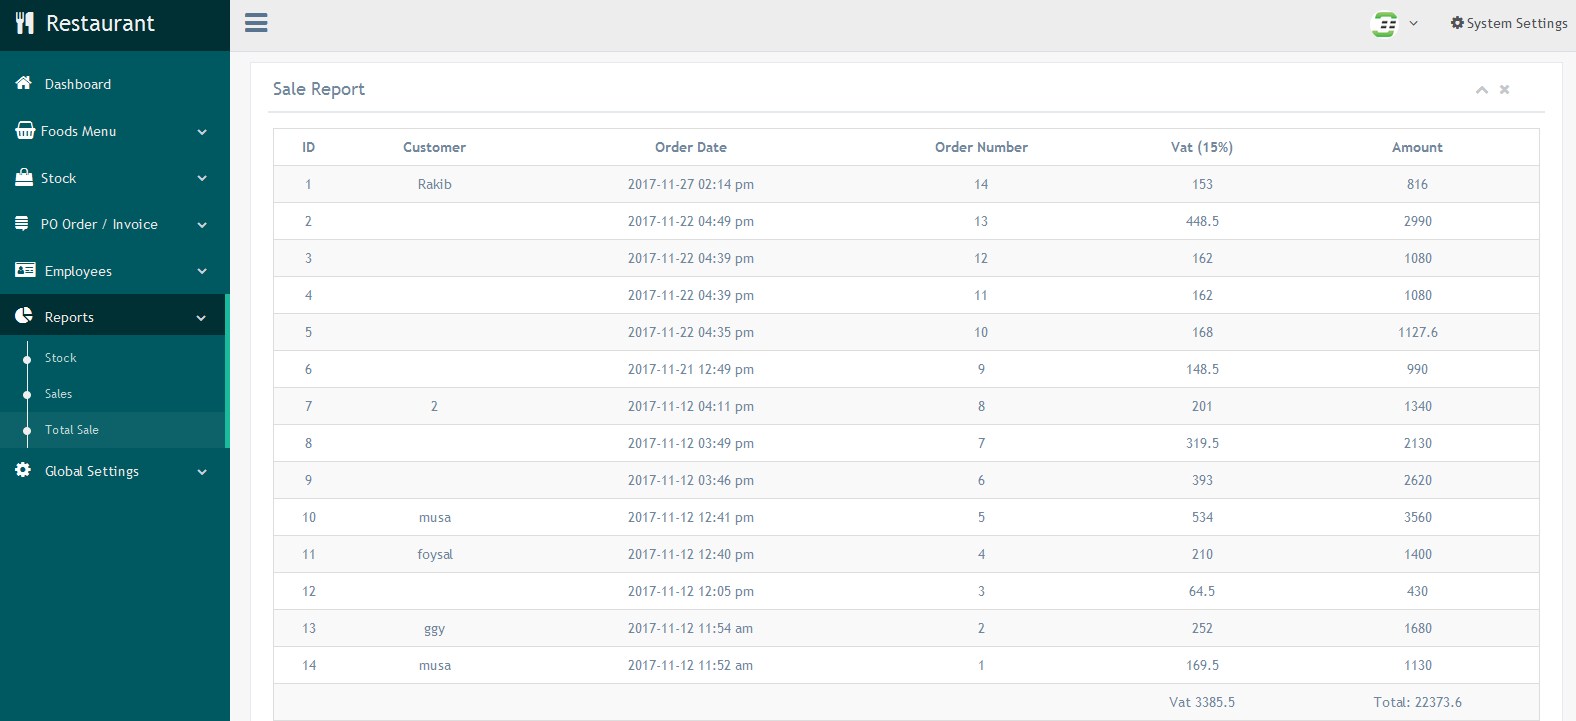 Restaurant
System Settings
Dashboard
Foods Menu
Stock
PO Order / Invoice
Employees
Reports
Stock
Sales
Total Sale
Global Settings
Sale Report
ID Customer Order Date Order Number Vat (15%) Amount
1 Rakib 2017-11-27 02:14 pm 14 153 816
2 2017-11-22 04:49 pm 13 448.5 2990
3 2017-11-22 04:39 pm 12 162 1080
4 2017-11-22 04:39 pm 11 162 1080
5 2017-11-22 04:35 pm 10 168 1127.6
6 2017-11-21 12:49 pm 9 148.5 990
7 2 2017-11-12 04:11 pm 8 201 1340
8 2017-11-12 03:49 pm 7 319.5 2130
9 2017-11-12 03:46 pm 6 393 2620
10 musa 2017-11-12 12:41 pm 5 534 3560
11 foysal 2017-11-12 12:40 pm 4 210 1400
12 2017-11-12 12:05 pm 3 64.5 430
13 ggy 2017-11-12 11:54 am 2 252 1680
14 musa 2017-11-12 11:52 am 1 169.5 1130
Vat 3385.5 Total: 22373.6